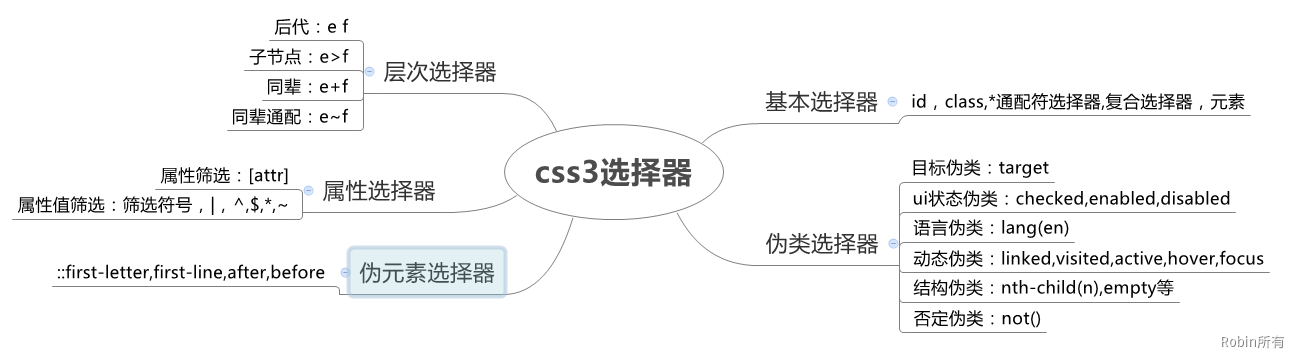 css3选择器
层次选择器
后代：e f
子节点：e>f
同辈：e+f
同辈通配：e~f
属性选择器
属性筛选：[attr]
属性值筛选：筛选符号，|，^,$,*,~
伪元素选择器
::first-letter,first-line,after,before
基本选择器
id，class,*通配符选择器,复合选择器，元素
伪类选择器
目标伪类：target
ui状态伪类：checked,enabled,disabled
语言伪类：lang(en)
动态伪类：linked,visited,active,hover,focus
结构伪类：nth-child(n),empty等
否定伪类：not()
Robin所有